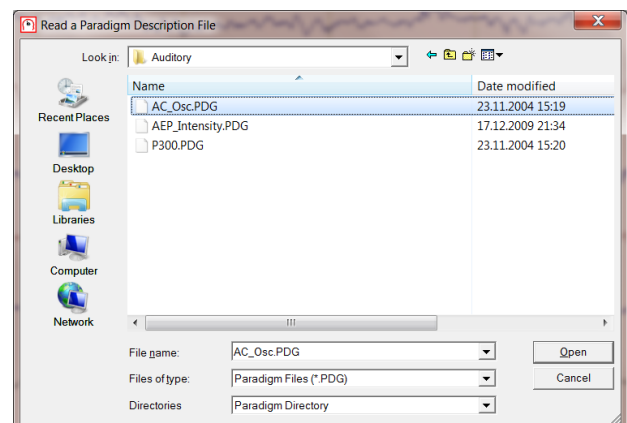 Read a Paradigm Description File
Look in: Auditory
Name Date modified
AC_Osc.PDG 23.11.2004 15:19
AEP_Intensity.PDG 17.12.2009 21:34
P300.PDG 23.11.2004 15:20
Recent Places
Desktop
Libraries
Computer
Network
File name: AC_Osc.PDG Open
Files of type: Paradigm Files (*.PDG) Cancel
Directories Paradigm Directory